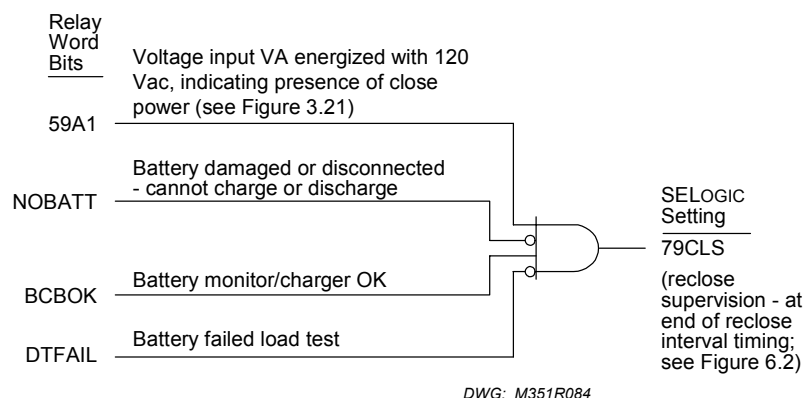 Relay
Word
Bits
Voltage input VA energized with 120
Vac, indicating presence of close
power (see Figure 3.21)
59A1
Battery damaged or disconnected
- cannot charge or discharge
NOBATT
SELOGIC
Setting
79CLS
(reclose
supervision - at
end of reclose
interval timing;
see Figure 6.2)
Battery monitor/charger OK
BCBOK
Battery failed load test
DTFAIL
DWG: M351R084